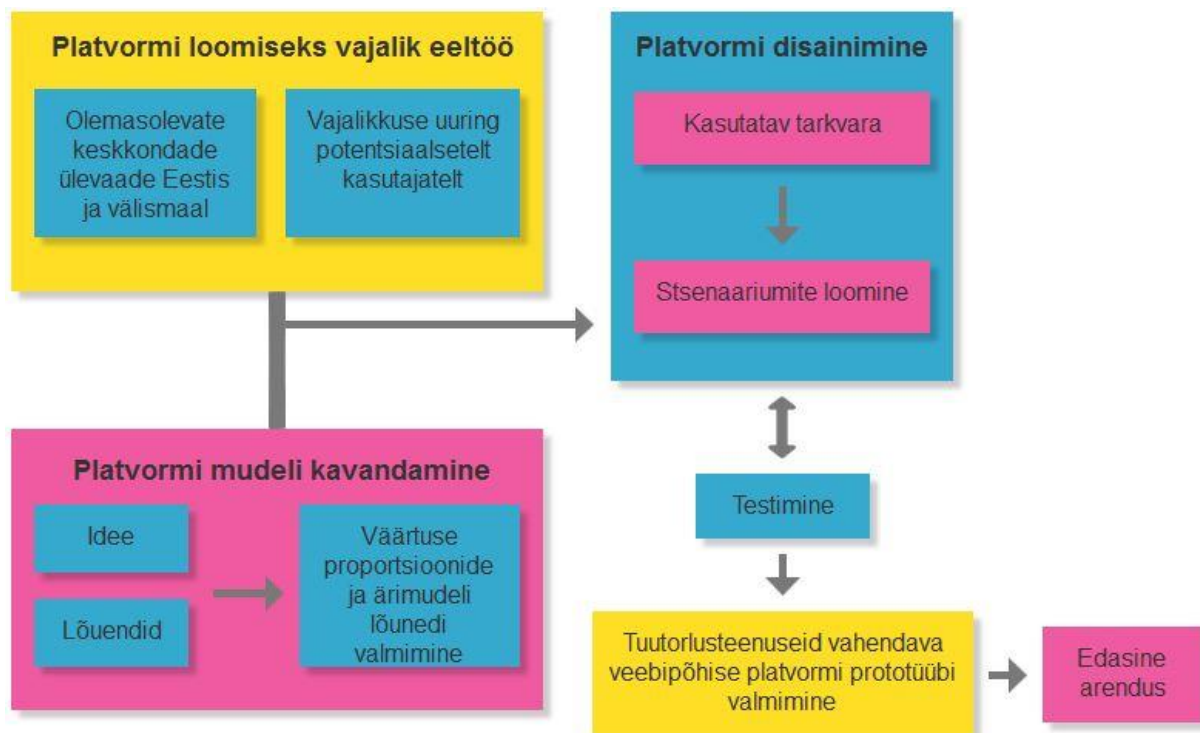 Platvormi loomiseks vajalik eeltöö
Olemasolevate
keskkondade
ülevaade Eestis
ja välismaal
Vajalikkuse uuring
potentsiaalsetelt
kasutajatelt
Platvormi mudeli kavandamine
Idee
Lõuendid
Väärtuse
proportsioonide
ja ärimudeli
lõunedi
valmimine
Platvormi disainimine
Kasutatav tarkvara
Stsenaariumite loomine
Testimine
Tuutorlusteenuseid vahendava
veebipõhise platvormi prototüübi
valmimine
Edasine
arendus